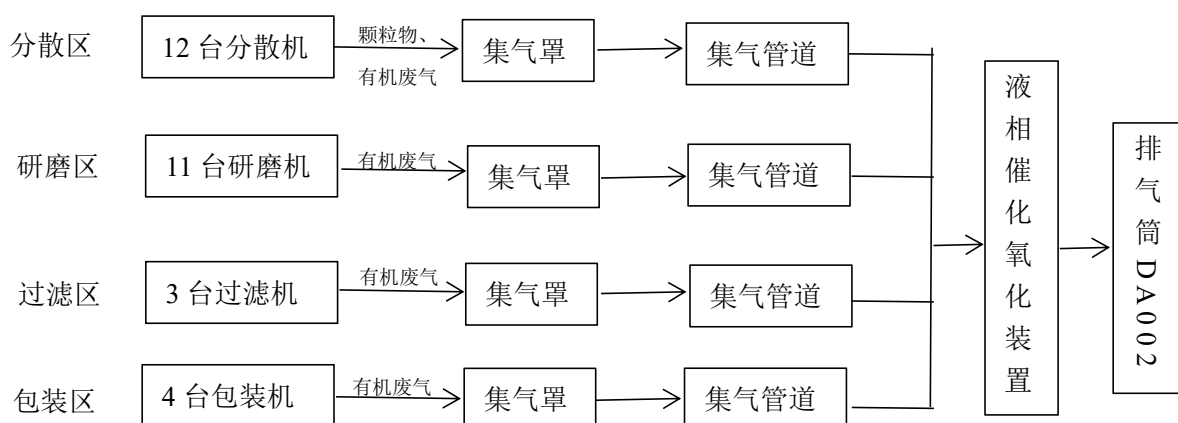 分散区
12 台分散机
颗粒物、
有机废气
集气罩
集气管道
研磨区
11 台研磨机
有机废气
集气罩
集气管道
过滤区
3 台过滤机
有机废气
集气罩
集气管道
包装区
4 台包装机
有机废气
集气罩
集气管道
液相催化氧化装置
排气筒 DA002